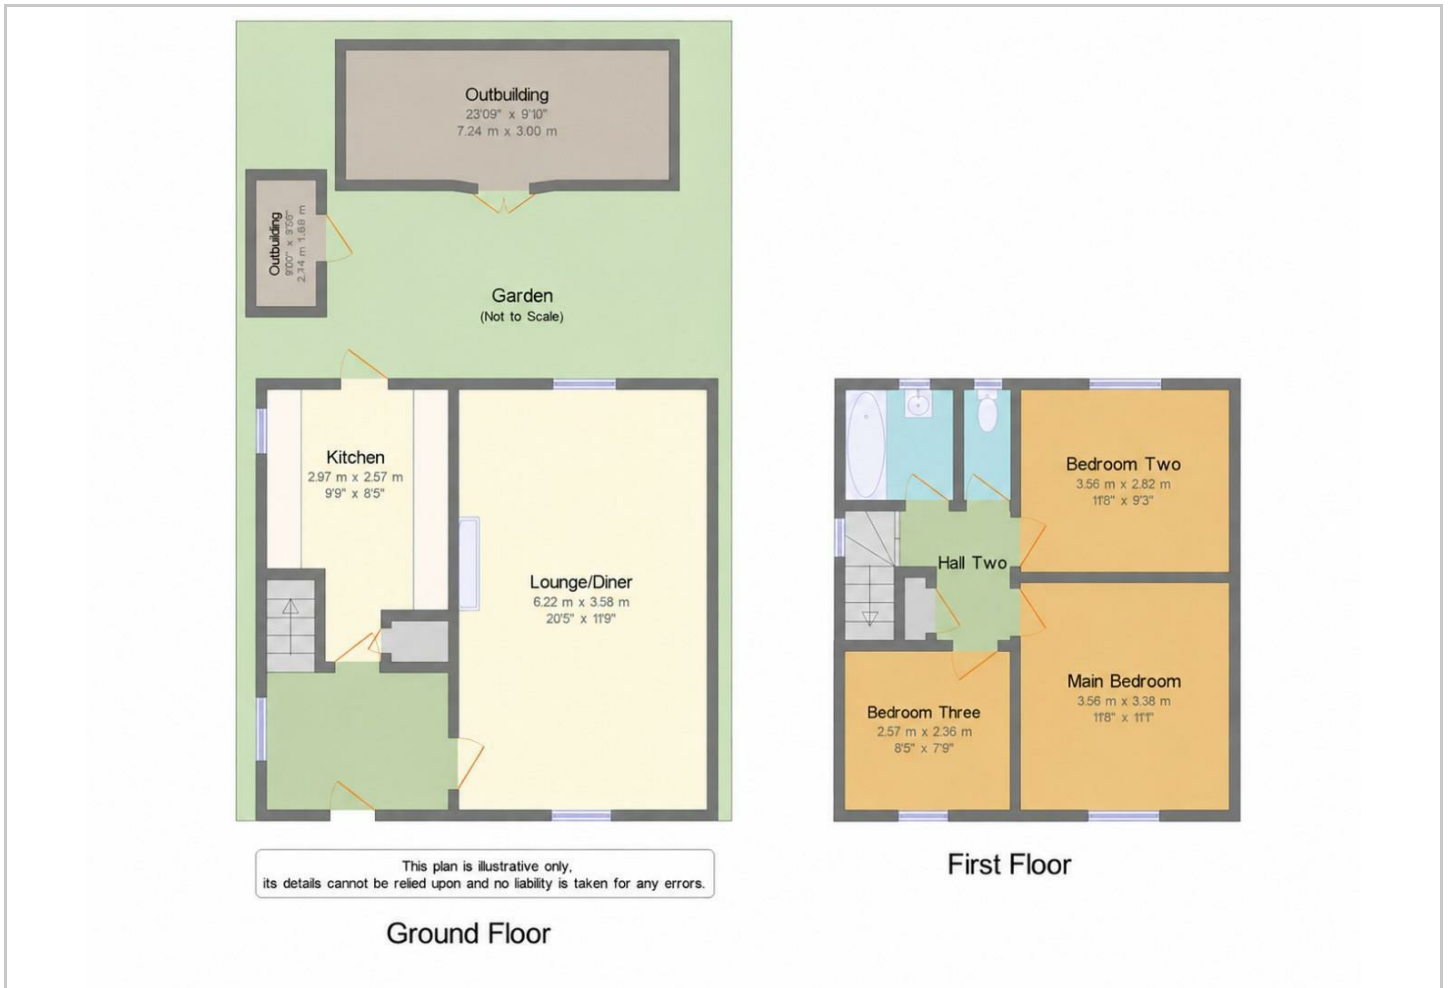 Outbuilding
23'09" x 9'10"
7.24 m x 3.00 m
Outbuilding
9'00" x
1.68 m
Garden
(Not to Scale)
Kitchen
2.97 m x 2.57 m
9'9" x 8'5"
Lounge/Diner
6.22 m x 3.58 m
20'5" x 11'9"
Bedroom Two
3.56 m x 2.82 m
11'8" x 9'3"
Hall Two
Main Bedroom
3.56 m x 3.38 m
11'8" x 11'1"
Bedroom Three
2.57 m x 2.36 m
8'5" x 7'9"
This plan is illustrative only,
its details cannot be relied upon and no liability is taken for any errors.
Ground Floor
First Floor